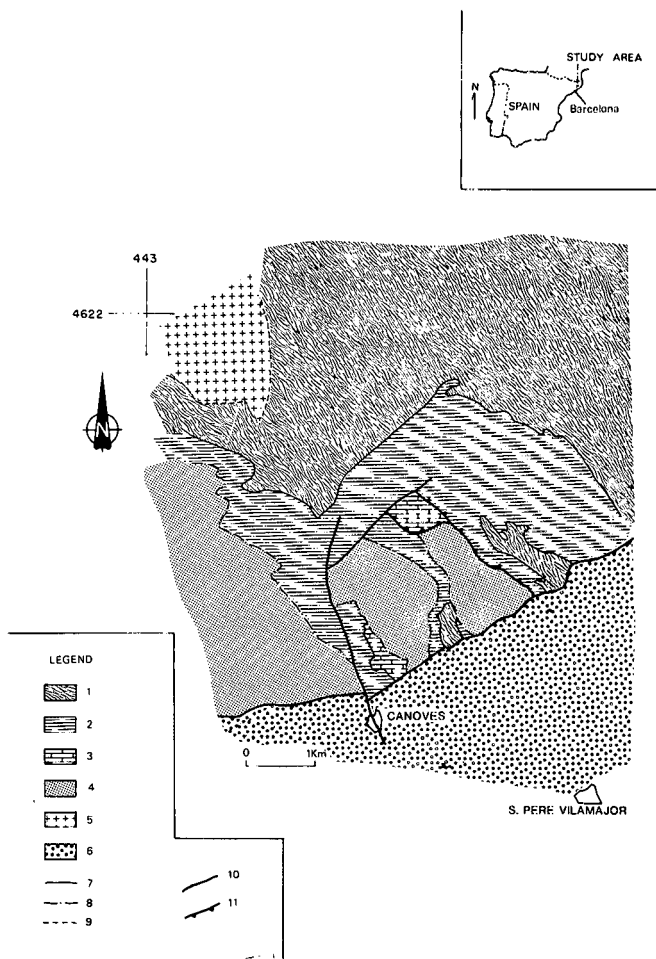 STUDY AREA
N
SPAIN
Barcelona
443
4622
N
LEGEND
1
2
3
4
5
6
7
8
9
10
11
CANOVES
0 1Km
S. PERE VILAMAJOR